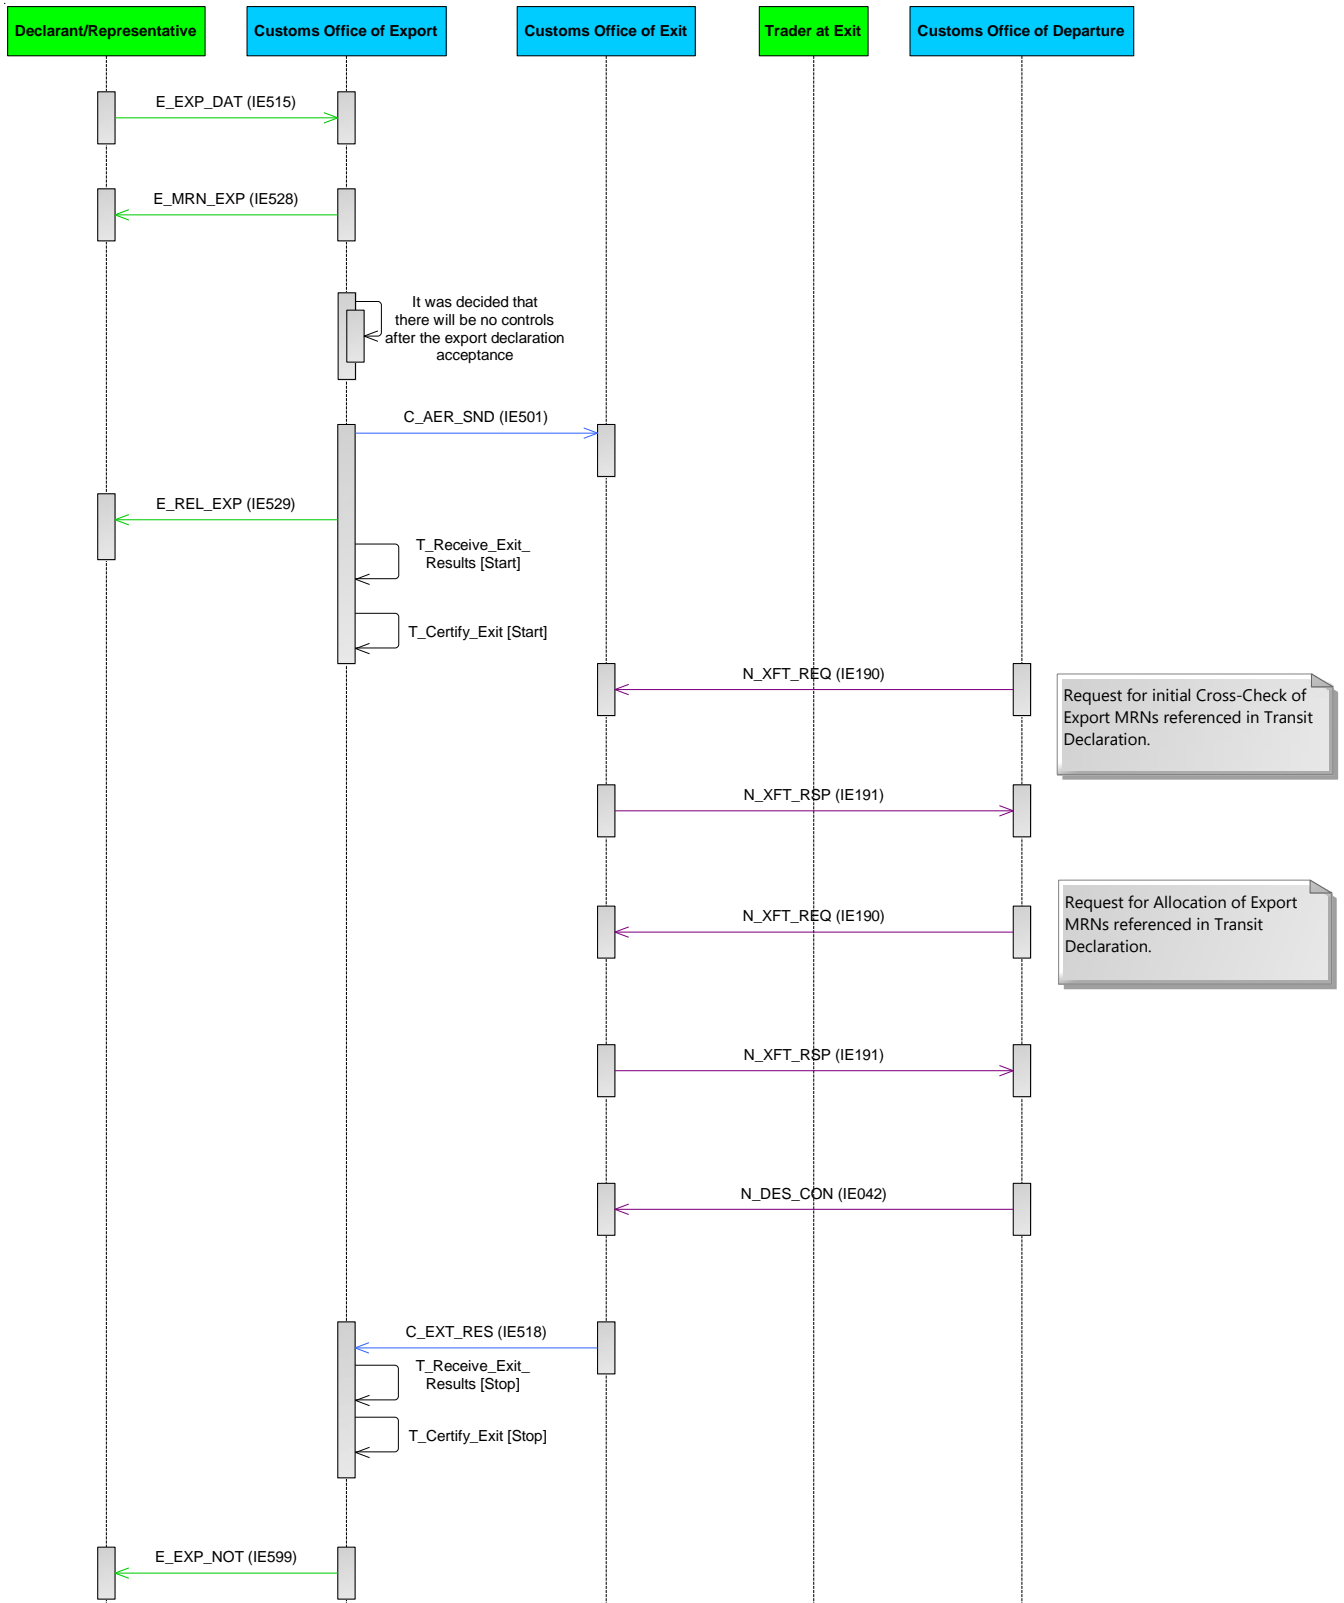 Declarant/Representative
Customs Office of Export
Customs Office of Exit
Trader at Exit
Customs Office of Departure
E_EXP_DAT (IE515)
E_MRN_EXP (IE528)
It was decided that
there will be no controls
after the export declaration
acceptance
C_AER_SND (IE501)
E_REL_EXP (IE529)
T_Receive_Exit_
Results [Start]
T_Certify_Exit [Start]
N_XFT_REQ (IE190)
Request for initial Cross-Check of
Export MRNs referenced in Transit
Declaration.
N_XFT_RSP (IE191)
N_XFT_REQ (IE190)
Request for Allocation of Export
MRNs referenced in Transit
Declaration.
N_XFT_RSP (IE191)
N_DES_CON (IE042)
C_EXT_RES (IE518)
T_Receive_Exit_
Results [Stop]
T_Certify_Exit [Stop]
E_EXP_NOT (IE599)